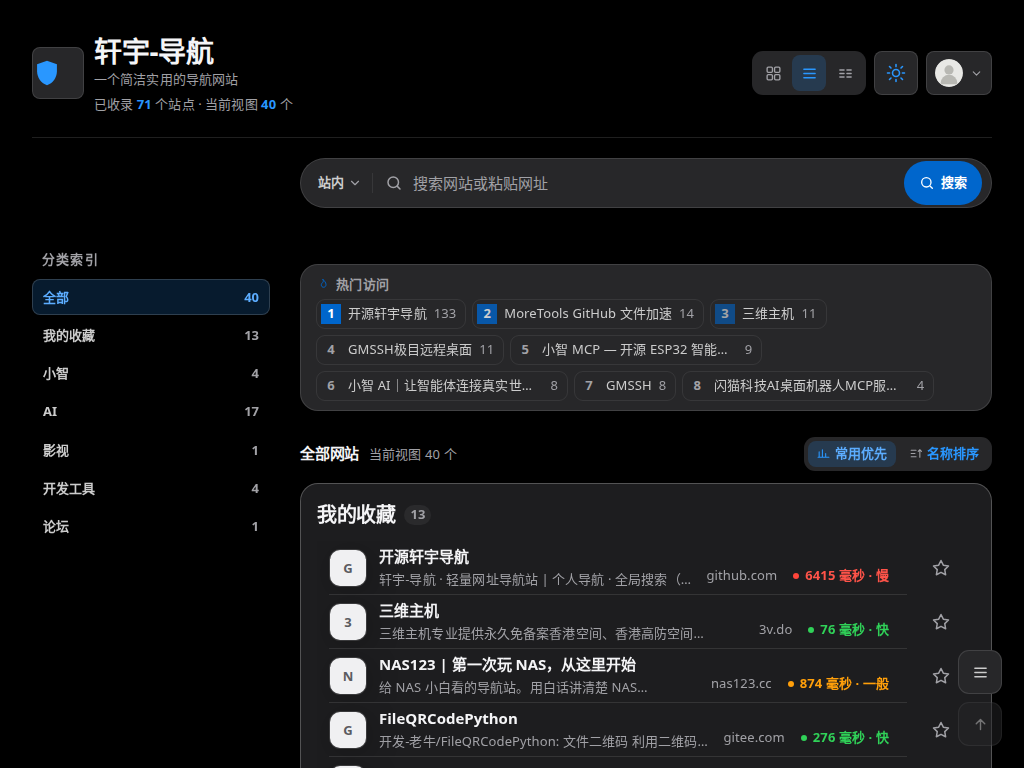 轩宇-导航
一个简洁实用的导航网站
已收录 71 个站点 · 当前视图 40 个
站内
搜索网站或粘贴网址
搜索
分类索引
全部 40
我的收藏 13
小智 4
AI 17
影视 1
开发工具 4
论坛 1
热门访问
1 开源轩宇导航 133
2 MoreTools GitHub 文件加速 14
3 三维主机 11
4 GMSSH极目远程桌面 11
5 小智 MCP — 开源 ESP32 智能... 9
6 小智 AI｜让智能体连接真实世... 8
7 GMSSH 8
8 闪猫科技AI桌面机器人MCP服... 4
全部网站 当前视图 40 个
常用优先
名称排序
我的收藏 13
G
开源轩宇导航
轩宇-导航 · 轻量网址导航站 | 个人导航 · 全局搜索（...
github.com
6415 毫秒 · 慢
3
三维主机
三维主机专业提供永久免备案香港空间、香港高防空间...
3v.do
76 毫秒 · 快
N
NAS123 | 第一次玩 NAS，从这里开始
给 NAS 小白看的导航站。用白话讲清楚 NAS...
nas123.cc
874 毫秒 · 一般
G
FileQRCodePython
开发-老牛/FileQRCodePython: 文件二维码 利用二维码...
gitee.com
276 毫秒 · 快